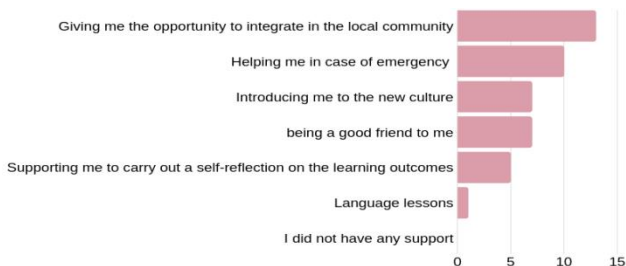 Giving me the opportunity to integrate in the local community
Helping me in case of emergency
Introducing me to the new culture
being a good friend to me
Supporting me to carry out a self-reflection on the learning outcomes
Language lessons
I did not have any support
0 5 10 15